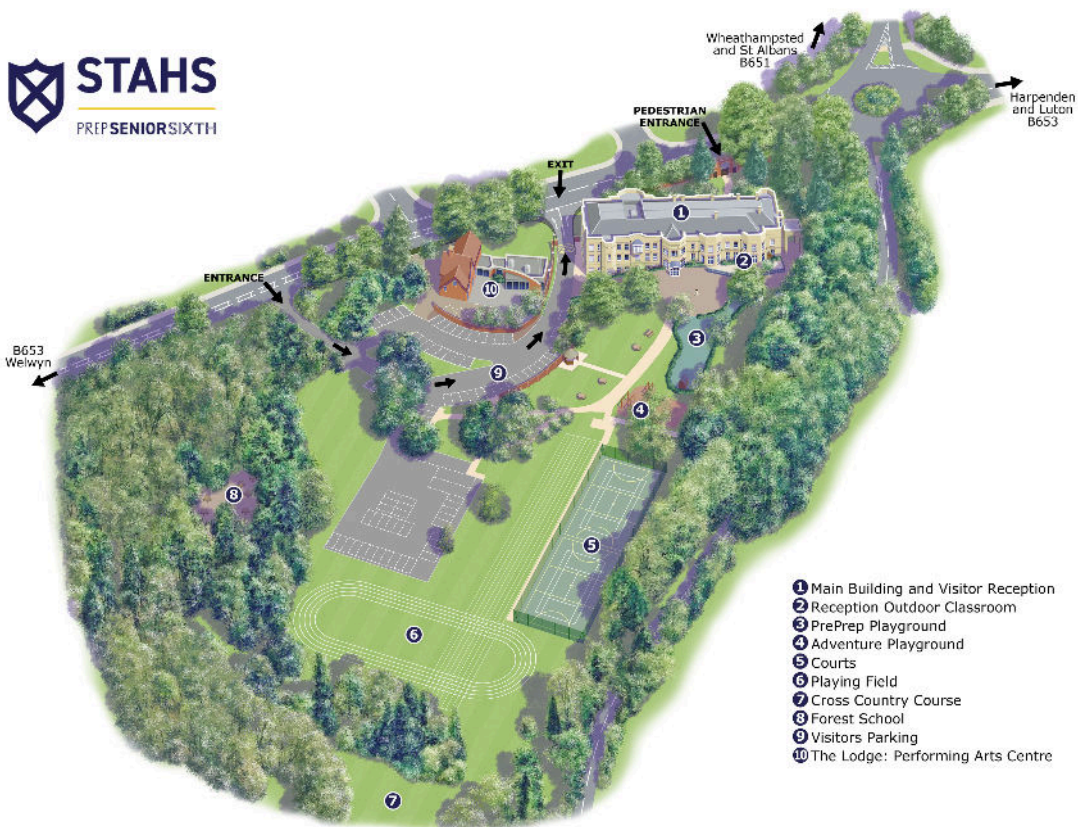 STAHS
PREPSENIORSIXTH
Wheathampsted
and St Albans
B651
Harpenden
and Luton
B653
PEDESTRIAN
ENTRANCE
EXIT
ENTRANCE
B653
Welwyn
1
2
3
4
5
6
7
8
9
10
1 Main Building and Visitor Reception
2 Reception Outdoor Classroom
3 PrePrep Playground
4 Adventure Playground
5 Courts
6 Playing Field
7 Cross Country Course
8 Forest School
9 Visitors Parking
10 The Lodge: Performing Arts Centre